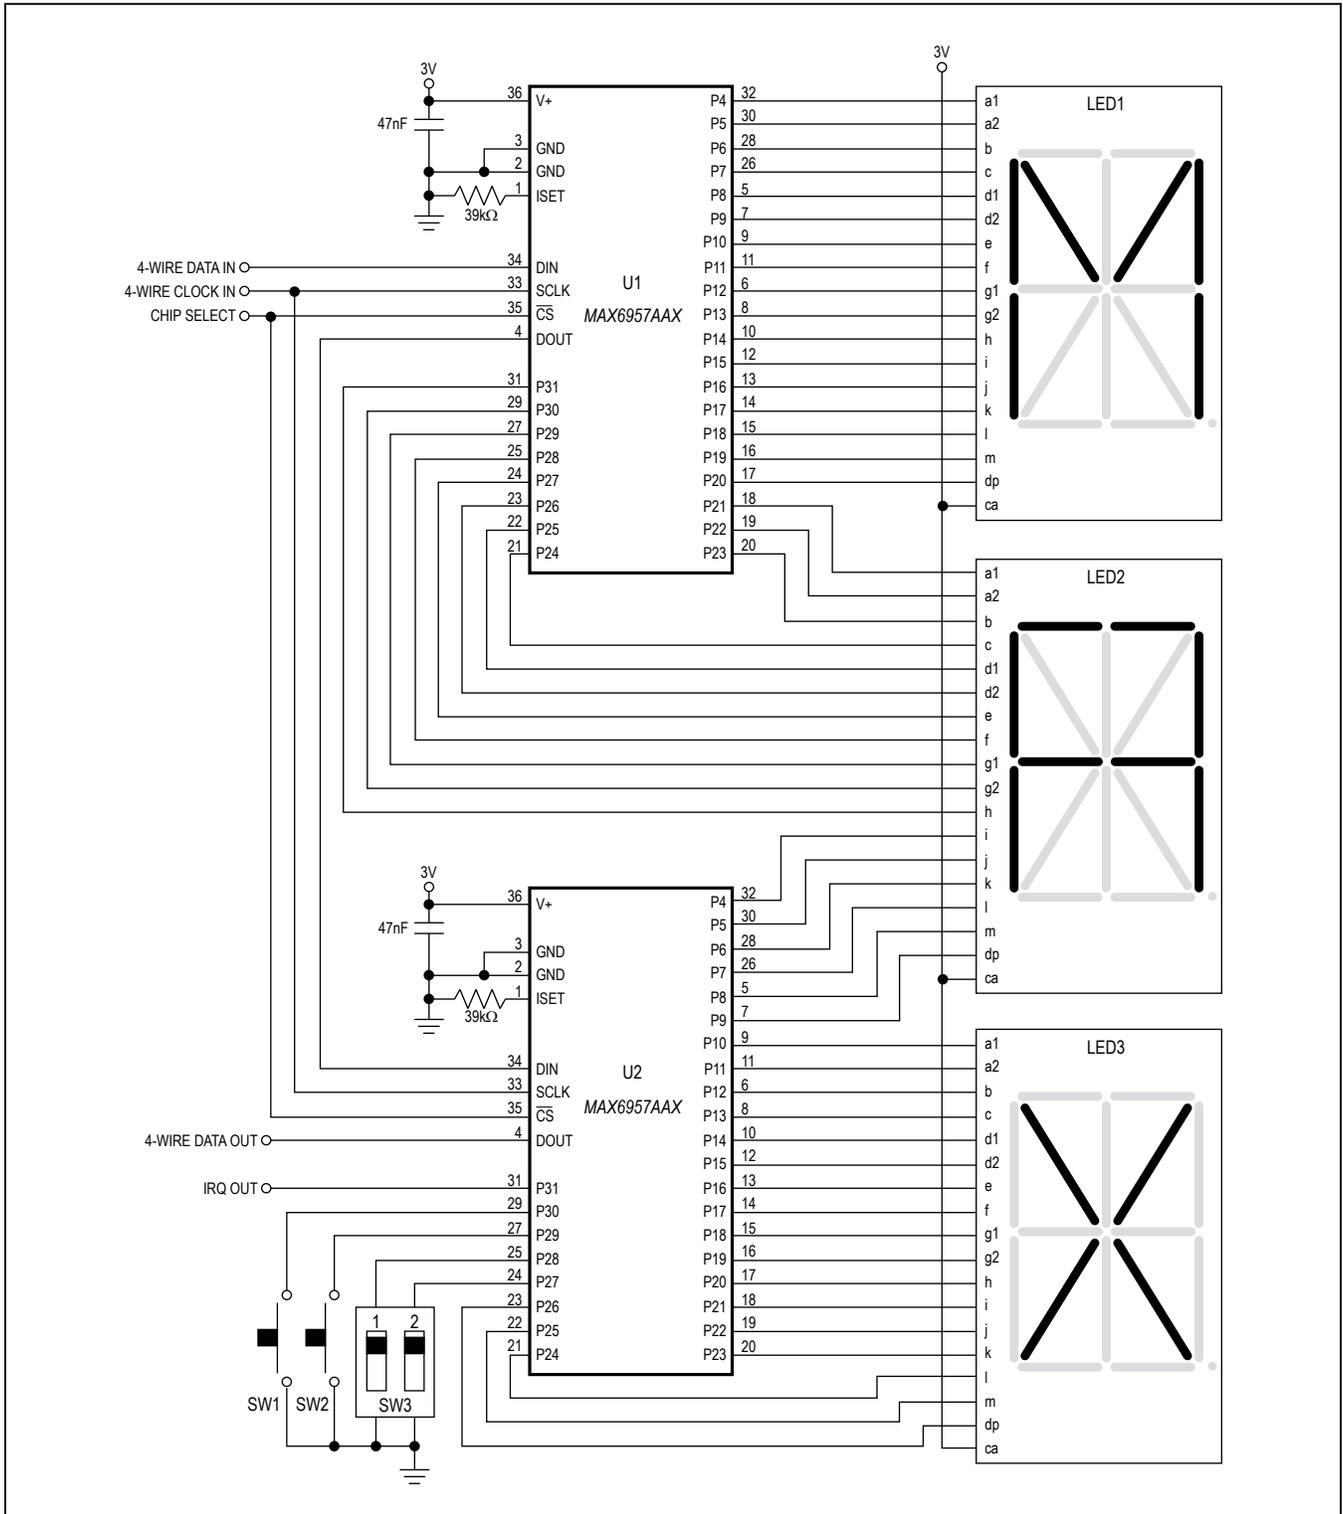 3V
3V
47nF
39kΩ
36 V+
3 GND
2 GND
1 ISET
4-WIRE DATA IN
4-WIRE CLOCK IN
CHIP SELECT
34 DIN
33 SCLK
35 CS
4 DOUT
31 P31
29 P30
27 P29
25 P28
24 P27
23 P26
22 P25
21 P24
U1
MAX6957AAX
P4 32
P5 30
P6 28
P7 26
P8 5
P9 7
P10 9
P11 11
P12 6
P13 8
P14 10
P15 12
P16 13
P17 14
P18 15
P19 16
P20 17
P21 18
P22 19
P23 20
LED1
a1
a2
b
c
d1
d2
e
f
g1
g2
h
i
j
k
l
m
dp
ca
LED2
a1
a2
b
c
d1
d2
e
f
g1
g2
h
i
j
k
l
m
dp
ca
3V
47nF
39kΩ
36 V+
3 GND
2 GND
1 ISET
34 DIN
33 SCLK
35 CS
4-WIRE DATA OUT
4 DOUT
IRQ OUT
31 P31
29 P30
27 P29
25 P28
24 P27
23 P26
22 P25
21 P24
U2
MAX6957AAX
P4 32
P5 30
P6 28
P7 26
P8 5
P9 7
P10 9
P11 11
P12 6
P13 8
P14 10
P15 12
P16 13
P17 14
P18 15
P19 16
P20 17
P21 18
P22 19
P23 20
LED3
a1
a2
b
c
d1
d2
e
f
g1
g2
h
i
j
k
l
m
dp
ca
1 2
SW1 SW2 SW3